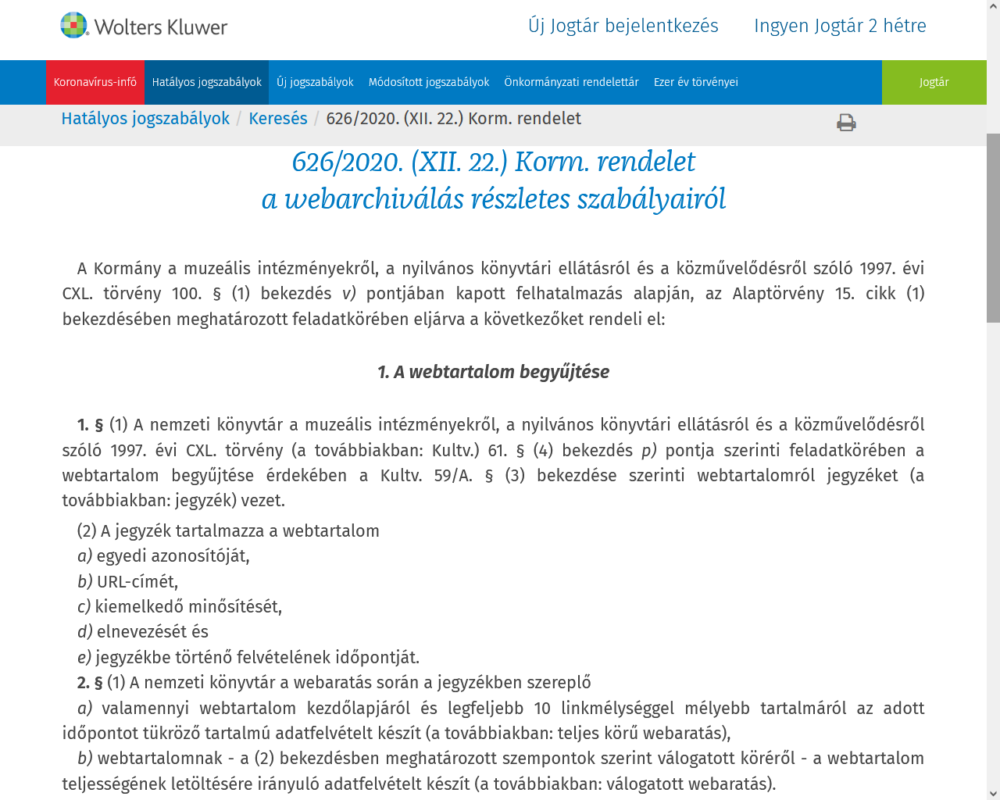 Wolters Kluwer
Új Jogtár bejelentkezés
Ingyen Jogtár 2 hétre
Koronavírus-infó
Hatályos jogszabályok
Új jogszabályok
Módosított jogszabályok
Önkormányzati rendelettár
Ezer év törvényei
Jogtár
Hatályos jogszabályok / Keresés / 626/2020. (XII. 22.) Korm. rendelet
626/2020. (XII. 22.) Korm. rendelet
a webarchiválás részletes szabályairól
A Kormány a muzeális intézményekről, a nyilvános könyvtári ellátásról és a közművelődésről szóló 1997. évi
CXL. törvény 100. § (1) bekezdés v) pontjában kapott felhatalmazás alapján, az Alaptörvény 15. cikk (1)
bekezdésében meghatározott feladatkörében eljárva a következőket rendeli el:
1. A webtartalom begyűjtése
1. § (1) A nemzeti könyvtár a muzeális intézményekről, a nyilvános könyvtári ellátásról és a közművelődésről
szóló 1997. évi CXL. törvény (a továbbiakban: Kultv.) 61. § (4) bekezdés p) pontja szerinti feladatkörében a
webtartalom begyűjtése érdekében a Kultv. 59/A. § (3) bekezdése szerinti webtartalomról jegyzéket (a
továbbiakban: jegyzék) vezet.
(2) A jegyzék tartalmazza a webtartalom
a) egyedi azonosítóját,
b) URL-címét,
c) kiemelkedő minősítését,
d) elnevezését és
e) jegyzékbe történő felvételének időpontját.
2. § (1) A nemzeti könyvtár a webaratás során a jegyzékben szereplő
a) valamennyi webtartalom kezdőlapjáról és legfeljebb 10 linkmélységgel mélyebb tartalmáról az adott
időpontot tükröző tartalmú adatfelvételt készít (a továbbiakban: teljes körű webaratás),
b) webtartalomnak - a (2) bekezdésben meghatározott szempontok szerint válogatott köréről - a webtartalom
teljességének letöltésére irányuló adatfelvételt készít (a továbbiakban: válogatott webaratás).